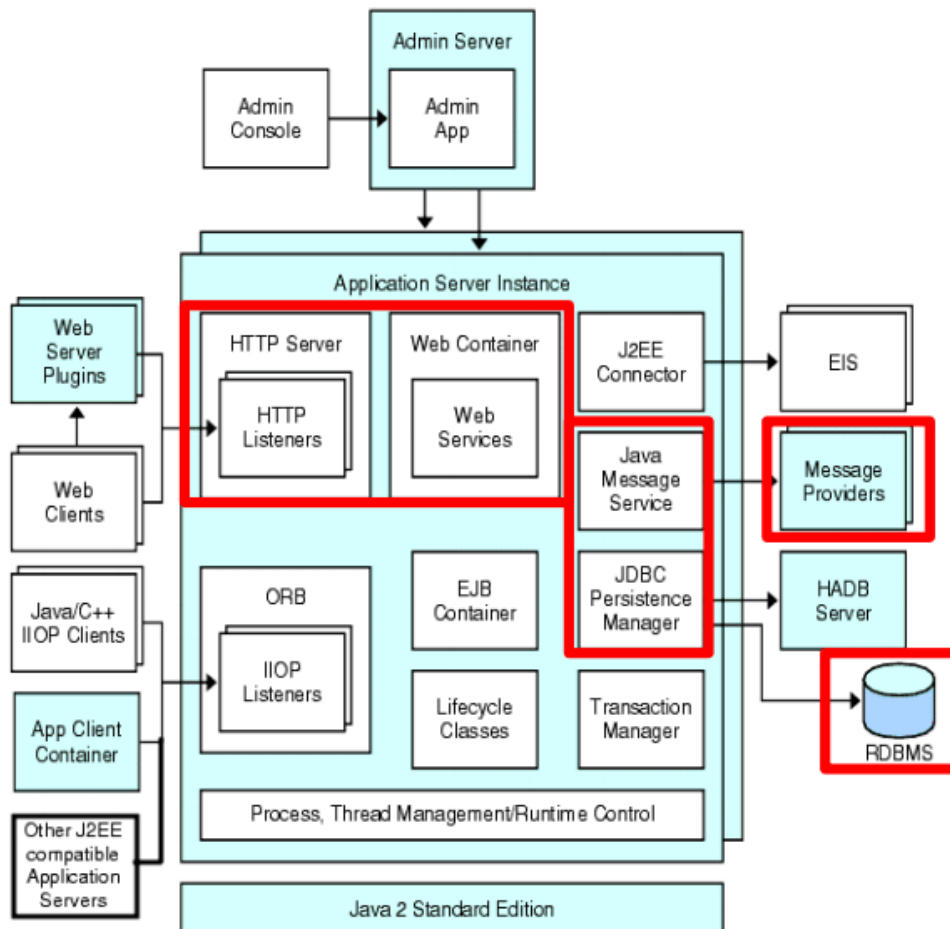 Admin Server
Admin
Console
Admin
App
Application Server Instance
Web
Server
Plugins
HTTP Server
HTTP
Listeners
Web Container
Web
Services
J2EE
Connector
EIS
Web
Clients
Java
Message
Service
Message
Providers
Java/C++
IIOP Clients
ORB
IIOP
Listeners
EJB
Container
JDBC
Persistence
Manager
HADB
Server
App Client
Container
Lifecycle
Classes
Transaction
Manager
RDBMS
Process, Thread Management/Runtime Control
Other J2EE
compatible
Application
Servers
Java 2 Standard Edition